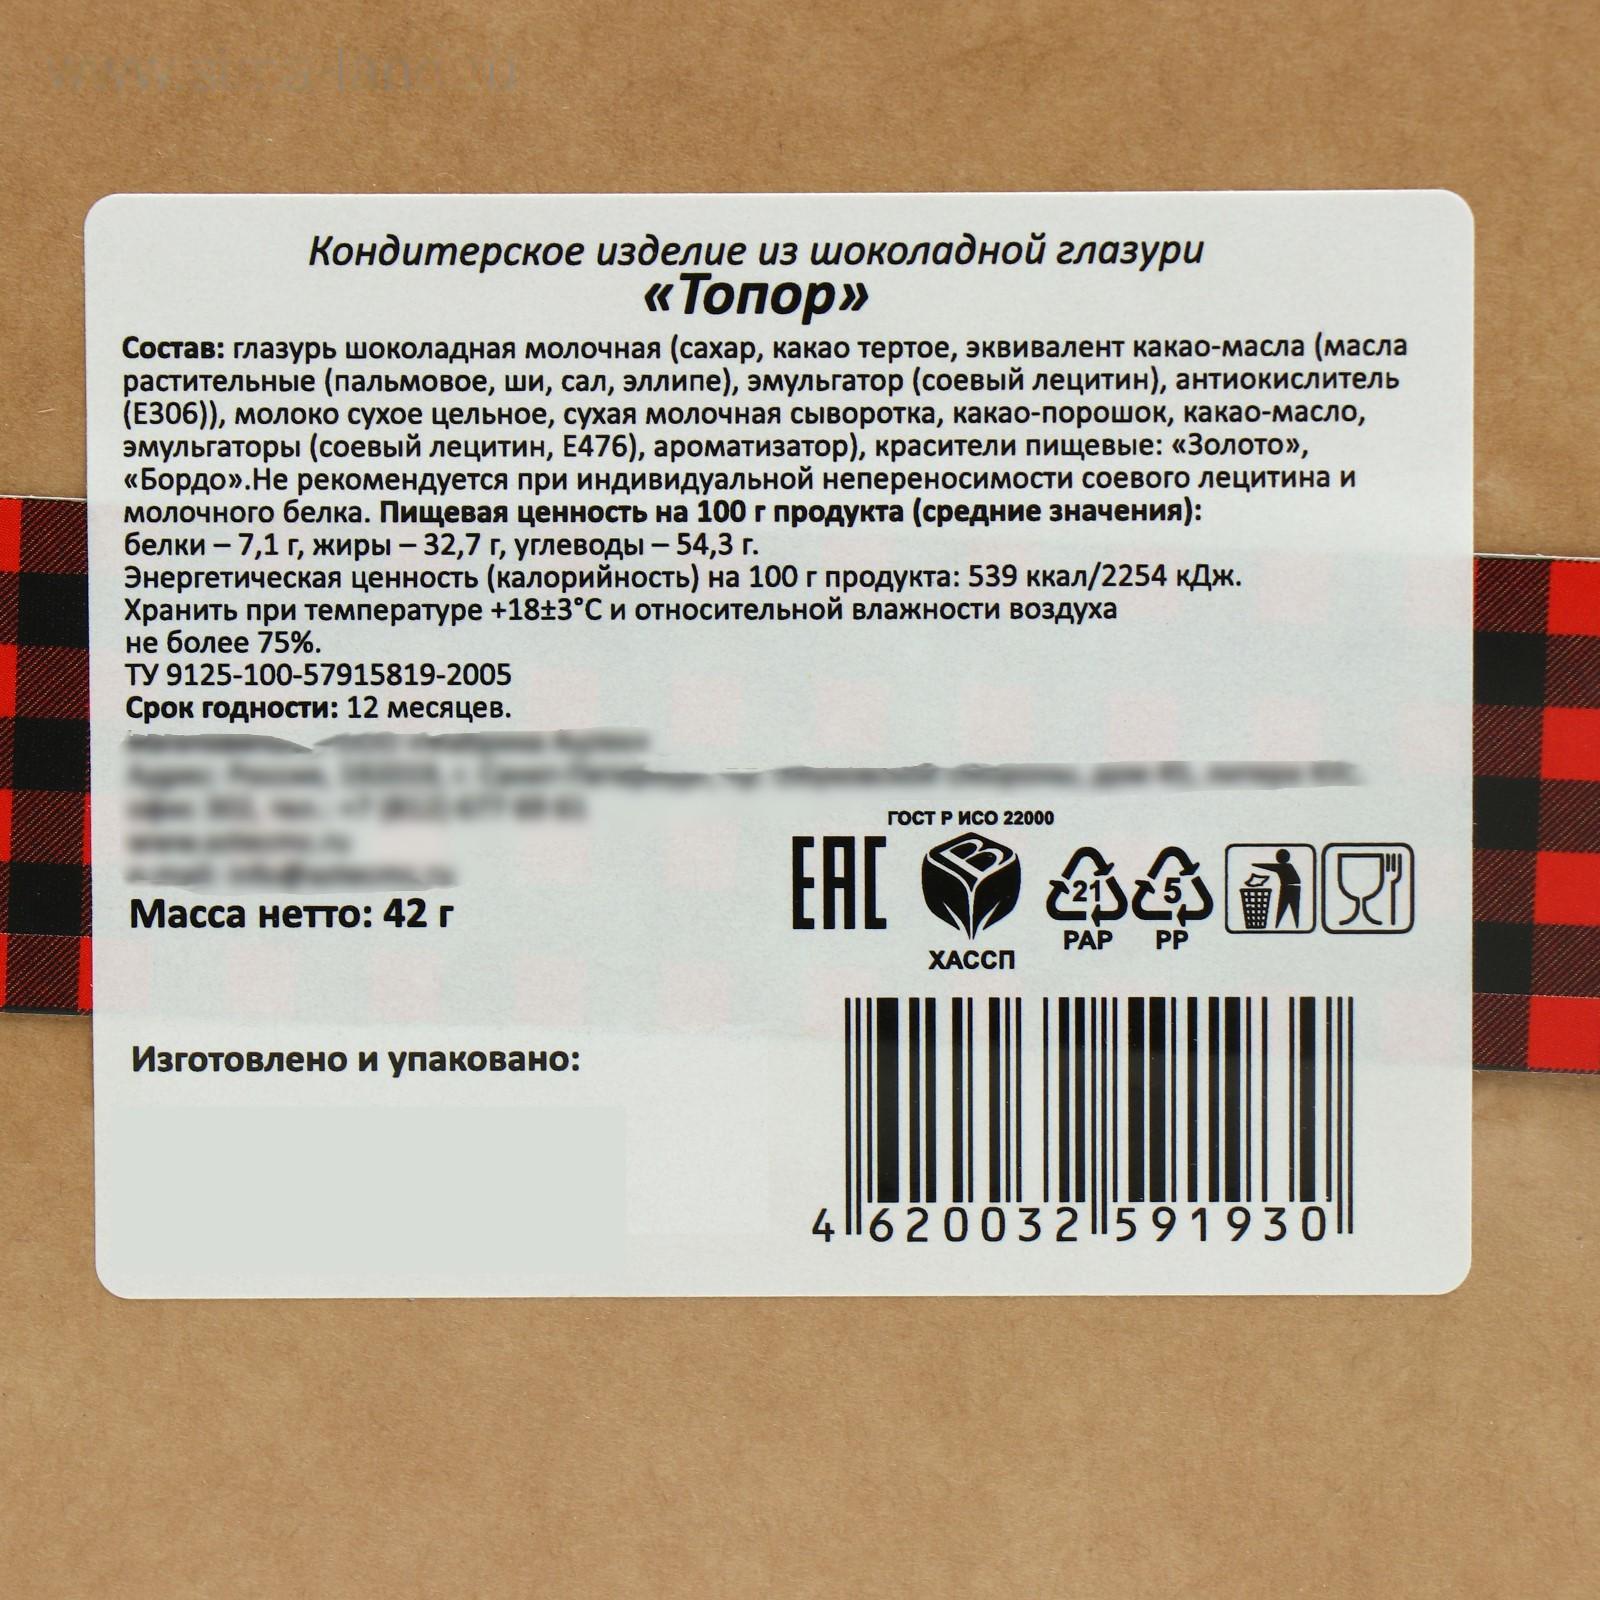 Кондитерское изделие из шоколадной глазури
«Топор»
Состав: глазурь шоколадная молочная (сахар, какао тертое, эквивалент какао-масла (масла
растительные (пальмовое, ши, сал, эллипе), эмульгатор (соевый лецитин), антиокислитель
(Е306)), молоко сухое цельное, сухая молочная сыворотка, какао-порошок, какао-масло,
эмульгаторы (соевый лецитин, Е476), ароматизатор), красители пищевые: «Золото»,
«Бордо».Не рекомендуется при индивидуальной непереносимости соевого лецитина и
молочного белка. Пищевая ценность на 100 г продукта (средние значения):
белки – 7,1 г, жиры – 32,7 г, углеводы – 54,3 г.
Энергетическая ценность (калорийность) на 100 г продукта: 539 ккал/2254 кДж.
Хранить при температуре +18±3°С и относительной влажности воздуха
не более 75%.
ТУ 9125-100-57915819-2005
Срок годности: 12 месяцев.
Масса нетто: 42 г
ГОСТ Р ИСО 22000
ЕАС
ХАССП
21
PAP
5
PP
Изготовлено и упаковано:
4 620032 591930